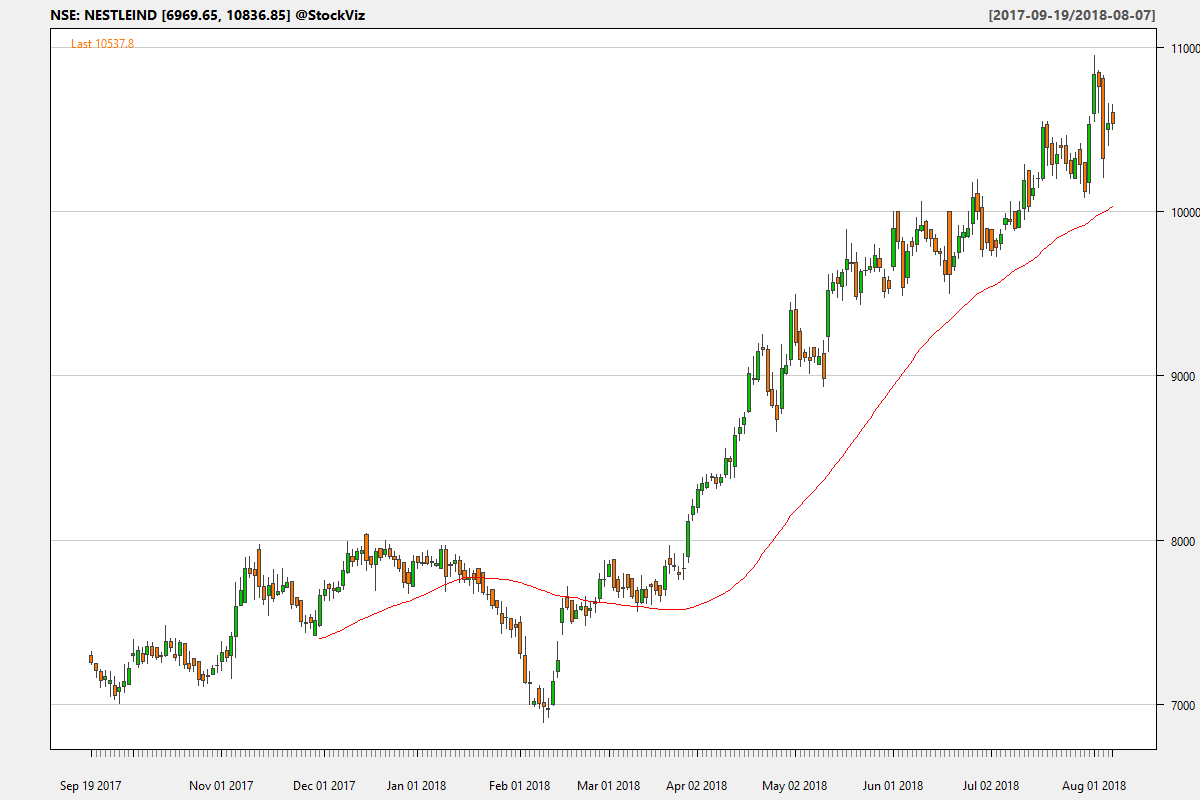 NSE: NESTLEIND [6969.65, 10836.85] @StockViz [2017-09-19/2018-08-07]
Last 10537.8
11000
10000
9000
8000
7000
Sep 19 2017 Nov 01 2017 Dec 01 2017 Jan 01 2018 Feb 01 2018 Mar 01 2018 Apr 02 2018 May 02 2018 Jun 01 2018 Jul 02 2018 Aug 01 2018